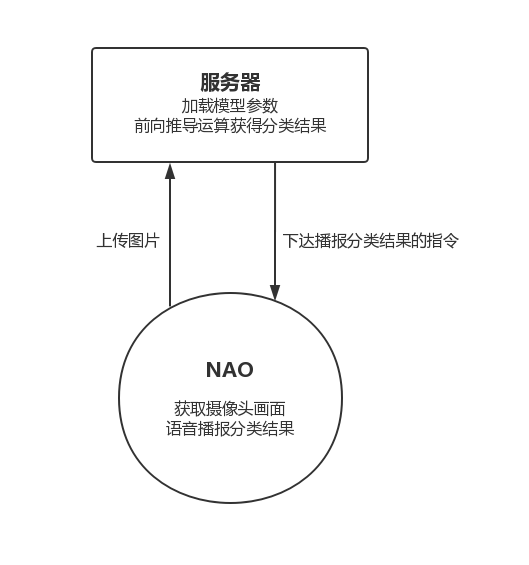 服务器
加载模型参数
前向推导运算获得分类结果
上传图片
下达播报分类结果的指令
NAO
获取摄像头画面
语音播报分类结果